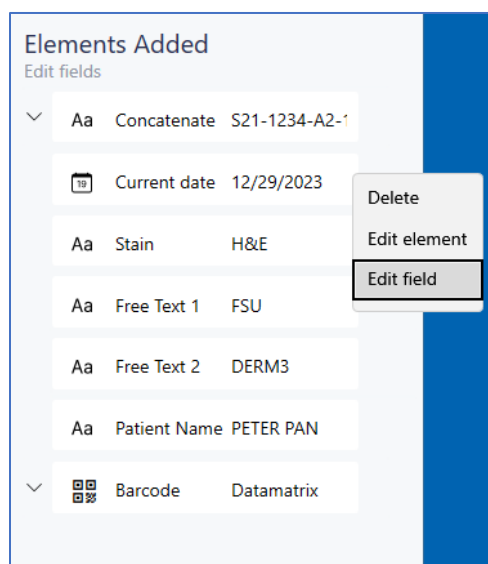 Elements Added
Edit fields
Aa Concatenate S21-1234-A2-
19 Current date 12/29/2023
Delete
Edit element
Edit field
Aa Stain H&E
Aa Free Text 1 FSU
Aa Free Text 2 DERM3
Aa Patient Name PETER PAN
Barcode Datamatrix